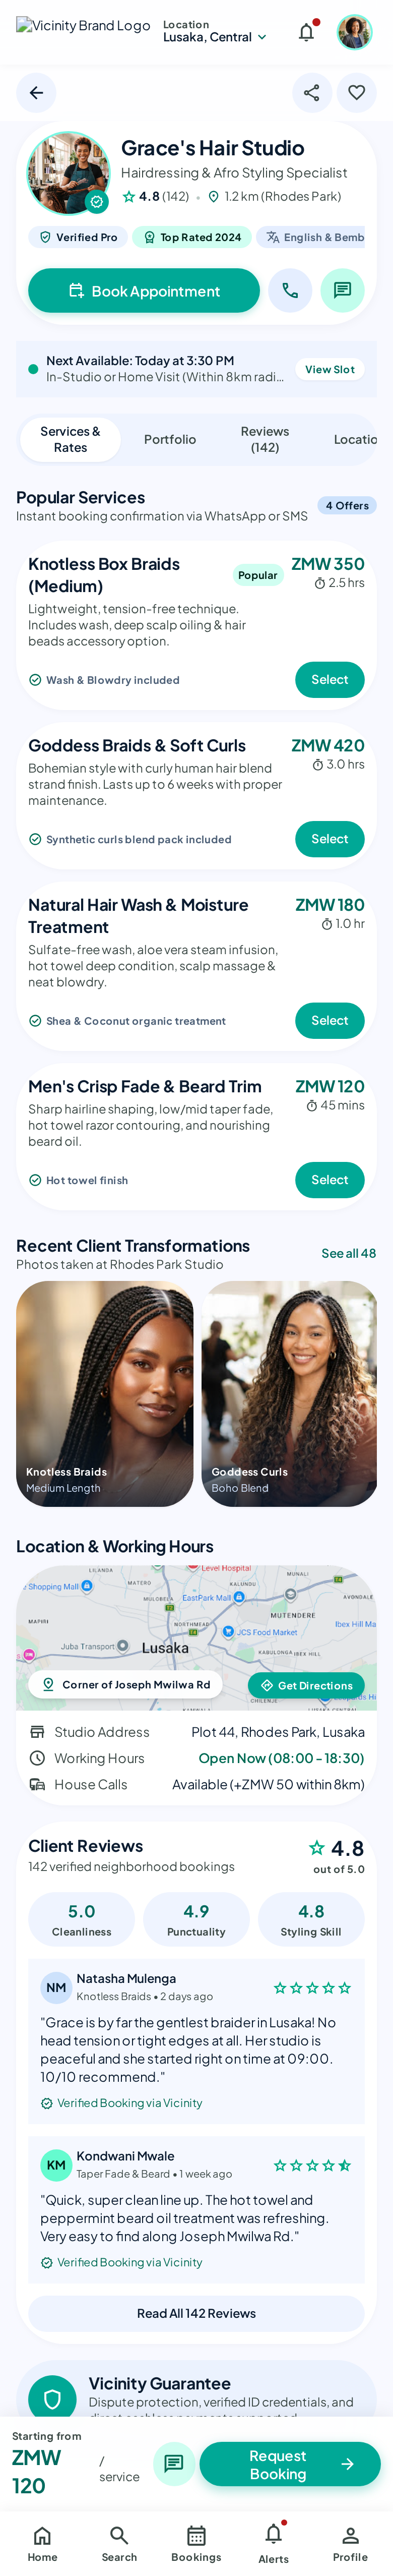 Vicinity Brand Logo
Location
Lusaka, Central
Grace's Hair Studio
Hairdressing & Afro Styling Specialist
4.8 (142) • 1.2 km (Rhodes Park)
Verified Pro
Top Rated 2024
English & Bemb
Book Appointment
Next Available: Today at 3:30 PM
In-Studio or Home Visit (Within 8km radi...
View Slot
Services &
Rates
Portfolio
Reviews
(142)
Locatio
Popular Services
Instant booking confirmation via WhatsApp or SMS
4 Offers
Knotless Box Braids
(Medium)
Popular
ZMW 350
2.5 hrs
Lightweight, tension-free technique.
Includes wash, deep scalp oiling & hair
beads accessory option.
Wash & Blowdry included
Select
Goddess Braids & Soft Curls
ZMW 420
3.0 hrs
Bohemian style with curly human hair blend
strand finish. Lasts up to 6 weeks with proper
maintenance.
Synthetic curls blend pack included
Select
Natural Hair Wash & Moisture
Treatment
ZMW 180
1.0 hr
Sulfate-free wash, aloe vera steam infusion,
hot towel deep condition, scalp massage &
neat blowdry.
Shea & Coconut organic treatment
Select
Men's Crisp Fade & Beard Trim
ZMW 120
45 mins
Sharp hairline shaping, low/mid taper fade,
hot towel razor contouring, and nourishing
beard oil.
Hot towel finish
Select
Recent Client Transformations
Photos taken at Rhodes Park Studio
See all 48
Knotless Braids
Medium Length
Goddess Curls
Boho Blend
Location & Working Hours
LILANDA
Level Hospital
Shopping Mall
MATERO
MULUNGUSHI
KALUNDU
EastPark Mall
AVONDALE
MUTENDERE
MAPIRI
NORTHMEAD
Ibex Hill Ma
JCS Food Market
Juba Transport
Lusaka
KABULONGA
IBEX HILL
CHILENJE
KAMWALA
Corner of Joseph Mwilwa Rd
Get Directions
Studio Address
Plot 44, Rhodes Park, Lusaka
Working Hours
Open Now (08:00 - 18:30)
House Calls
Available (+ZMW 50 within 8km)
Client Reviews
142 verified neighborhood bookings
4.8
out of 5.0
5.0
Cleanliness
4.9
Punctuality
4.8
Styling Skill
NM
Natasha Mulenga
Knotless Braids • 2 days ago
"Grace is by far the gentlest braider in Lusaka! No
head tension or tight edges at all. Her studio is
peaceful and she started right on time at 09:00.
10/10 recommend."
Verified Booking via Vicinity
KM
Kondwani Mwale
Taper Fade & Beard • 1 week ago
"Quick, super clean line up. The hot towel and
peppermint beard oil treatment was refreshing.
Very easy to find along Joseph Mwilwa Rd."
Verified Booking via Vicinity
Read All 142 Reviews
Vicinity Guarantee
Dispute protection, verified ID credentials, and
Starting from
ZMW
120
/
service
Request
Booking
Home
Search
Bookings
Alerts
Profile